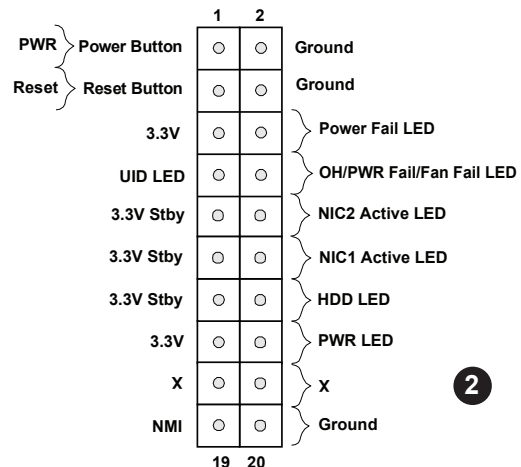 1 2
PWR Power Button Ground
Reset Reset Button Ground
3.3V Power Fail LED
UID LED OH/PWR Fail/Fan Fail LED
3.3V Stby NIC2 Active LED
3.3V Stby NIC1 Active LED
3.3V Stby HDD LED
3.3V PWR LED
X X
2
NMI Ground
19 20